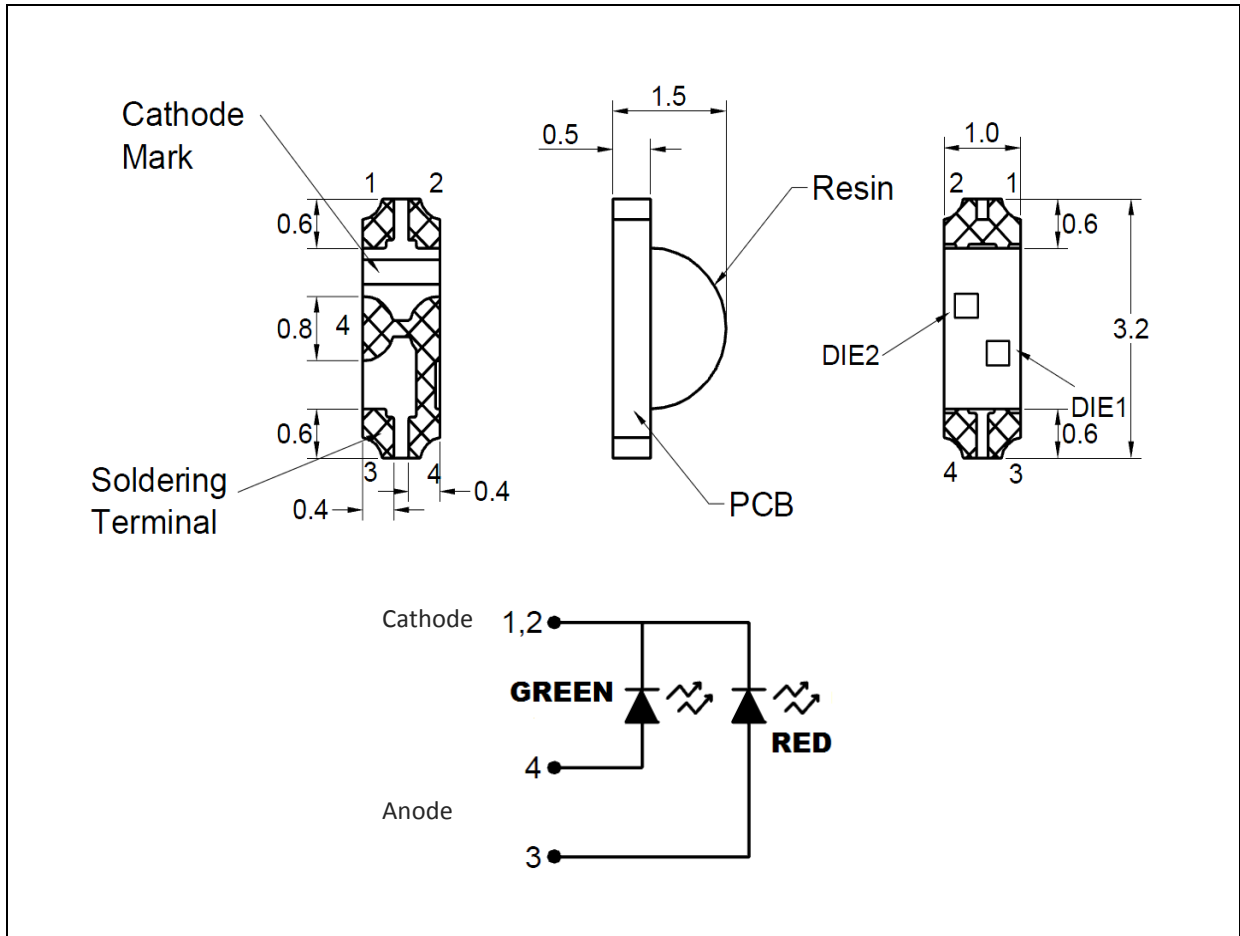 Cathode
Mark
1 2
0.6
0.8 4
0.6
3 4
0.4
0.4
Soldering
Terminal
1.5
0.5
Resin
PCB
1.0
2 1
0.6
3.2
DIE2
DIE1
0.6
4 3
Cathode 1,2
GREEN
RED
4
Anode
3